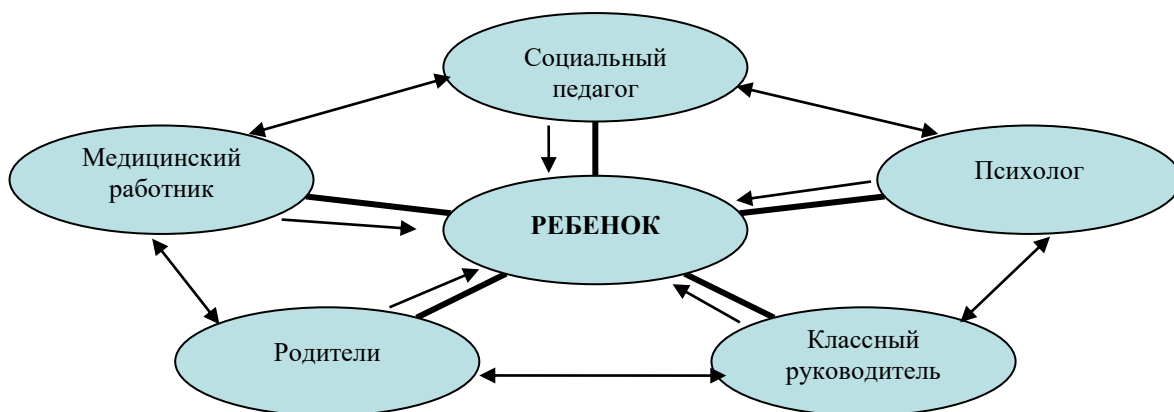 Социальный
педагог
Медицинский
работник
Психолог
РЕБЕНОК
Родители
Классный
руководитель